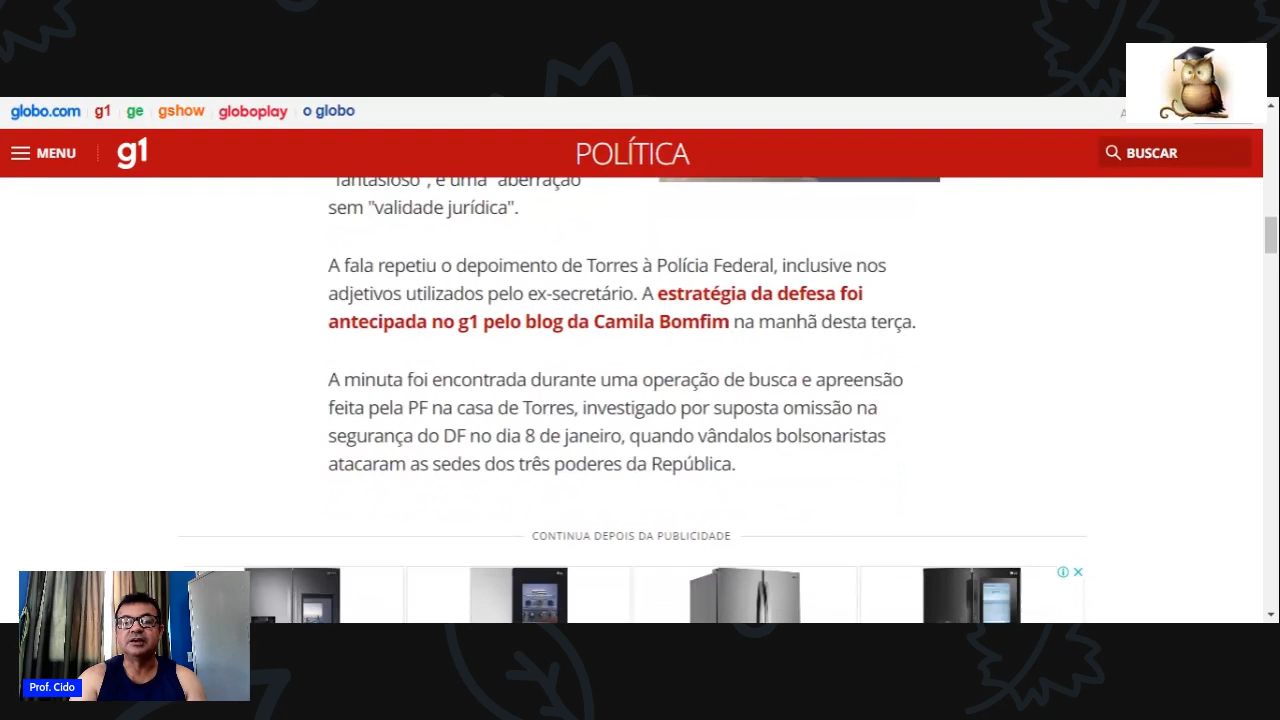 globo.com g1 ge gshow globoplay o globo
MENU g1 POLÍTICA BUSCAR
"fantasioso", e uma "aberração
sem "validade jurídica".
A fala repetiu o depoimento de Torres à Polícia Federal, inclusive nos
adjetivos utilizados pelo ex-secretário. A estratégia da defesa foi
antecipada no g1 pelo blog da Camila Bomfim na manhã desta terça.
A minuta foi encontrada durante uma operação de busca e apreensão
feita pela PF na casa de Torres, investigado por suposta omissão na
segurança do DF no dia 8 de janeiro, quando vândalos bolsonaristas
atacaram as sedes dos três poderes da República.
CONTINUA DEPOIS DA PUBLICIDADE
Prof. Cido